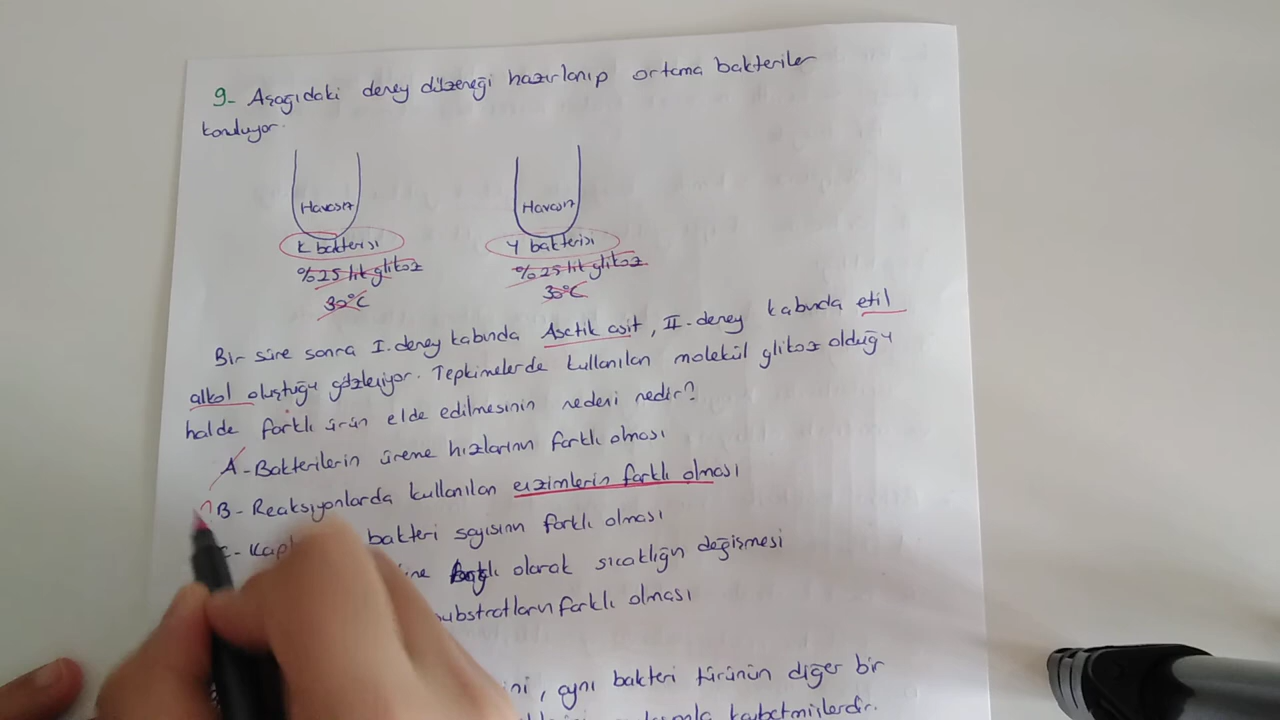 9- Aşağıdaki deney düzeneği hazırlanıp ortama bakteriler
konuluyor.
Havasız
Havasız
K bakterisi
Y bakterisi
%25 lik glikoz
%25 lik glikoz
30°C
30°C
Bir süre sonra I. deney kabında Asetik asit, II. deney kabında etil
alkol oluştuğu gözleniyor. Tepkimelerde kullanılan molekül glikoz olduğu
halde farklı ürün elde edilmesinin nedeni nedir?
A- Bakterilerin üreme hızlarının farklı olması
B- Reaksiyonlarda kullanılan enzimlerin farklı olması
bakteri sayısının farklı olması
olarak sıcaklığın değişmesi
substratların farklı olması
, aynı bakteri türünün diğer bir
kaybetmişlerdir.